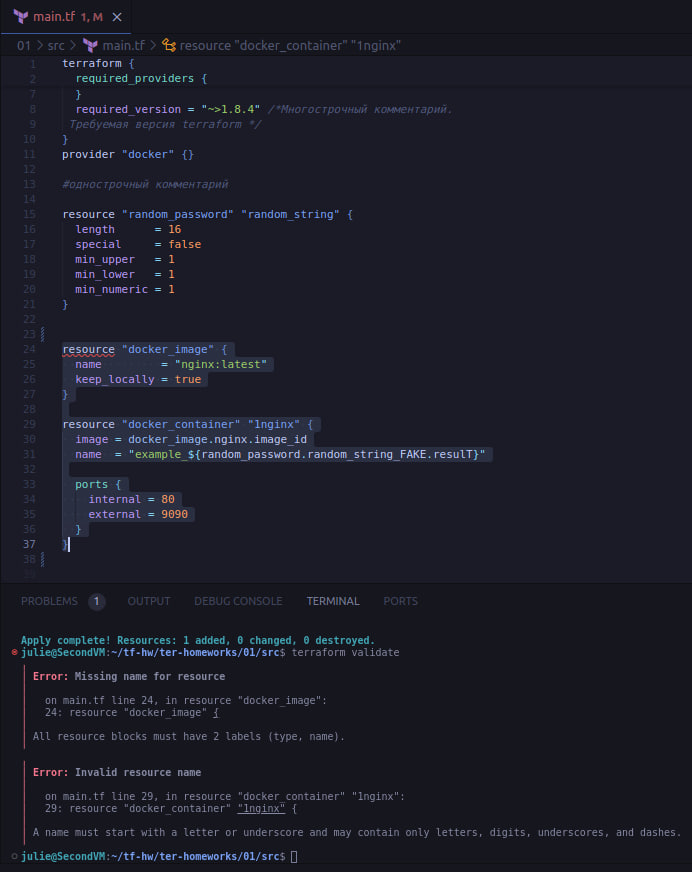 main.tf 1, M
01 > src > main.tf > resource "docker_container" "1nginx"
1 terraform {
2   required_providers {
7   }
8   required_version = "~>1.8.4" /*Многострочный комментарий.
9  Требуемая версия terraform */
10 }
11 provider "docker" {}
12
13 #однострочный комментарий
14
15 resource "random_password" "random_string" {
16   length      = 16
17   special     = false
18   min_upper   = 1
19   min_lower   = 1
20   min_numeric = 1
21 }
22
23
24 resource "docker_image" {
25   name         = "nginx:latest"
26   keep_locally = true
27 }
28
29 resource "docker_container" "1nginx" {
30   image = docker_image.nginx.image_id
31   name  = "example_${random_password.random_string_FAKE.resulT}"
32
33   ports {
34     internal = 80
35     external = 9090
36   }
37 }
38
39
PROBLEMS 1 OUTPUT DEBUG CONSOLE TERMINAL PORTS
Apply complete! Resources: 1 added, 0 changed, 0 destroyed.
julie@SecondVM:~/tf-hw/ter-homeworks/01/src$ terraform validate
Error: Missing name for resource
on main.tf line 24, in resource "docker_image":
24: resource "docker_image" {
All resource blocks must have 2 labels (type, name).
Error: Invalid resource name
on main.tf line 29, in resource "docker_container" "1nginx":
29: resource "docker_container" "1nginx" {
A name must start with a letter or underscore and may contain only letters, digits, underscores, and dashes.
julie@SecondVM:~/tf-hw/ter-homeworks/01/src$